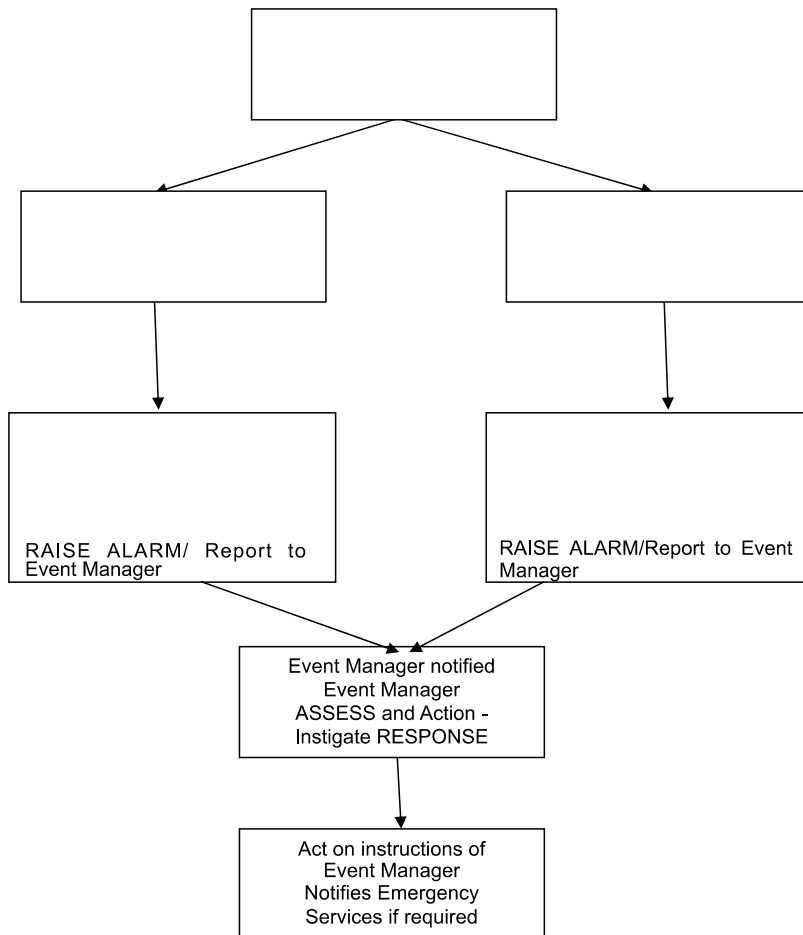 RAISE ALARM/ Report to
Event Manager
RAISE ALARM/Report to Event
Manager
Event Manager notified
Event Manager
ASSESS and Action -
Instigate RESPONSE
Act on instructions of
Event Manager
Notifies Emergency
Services if required